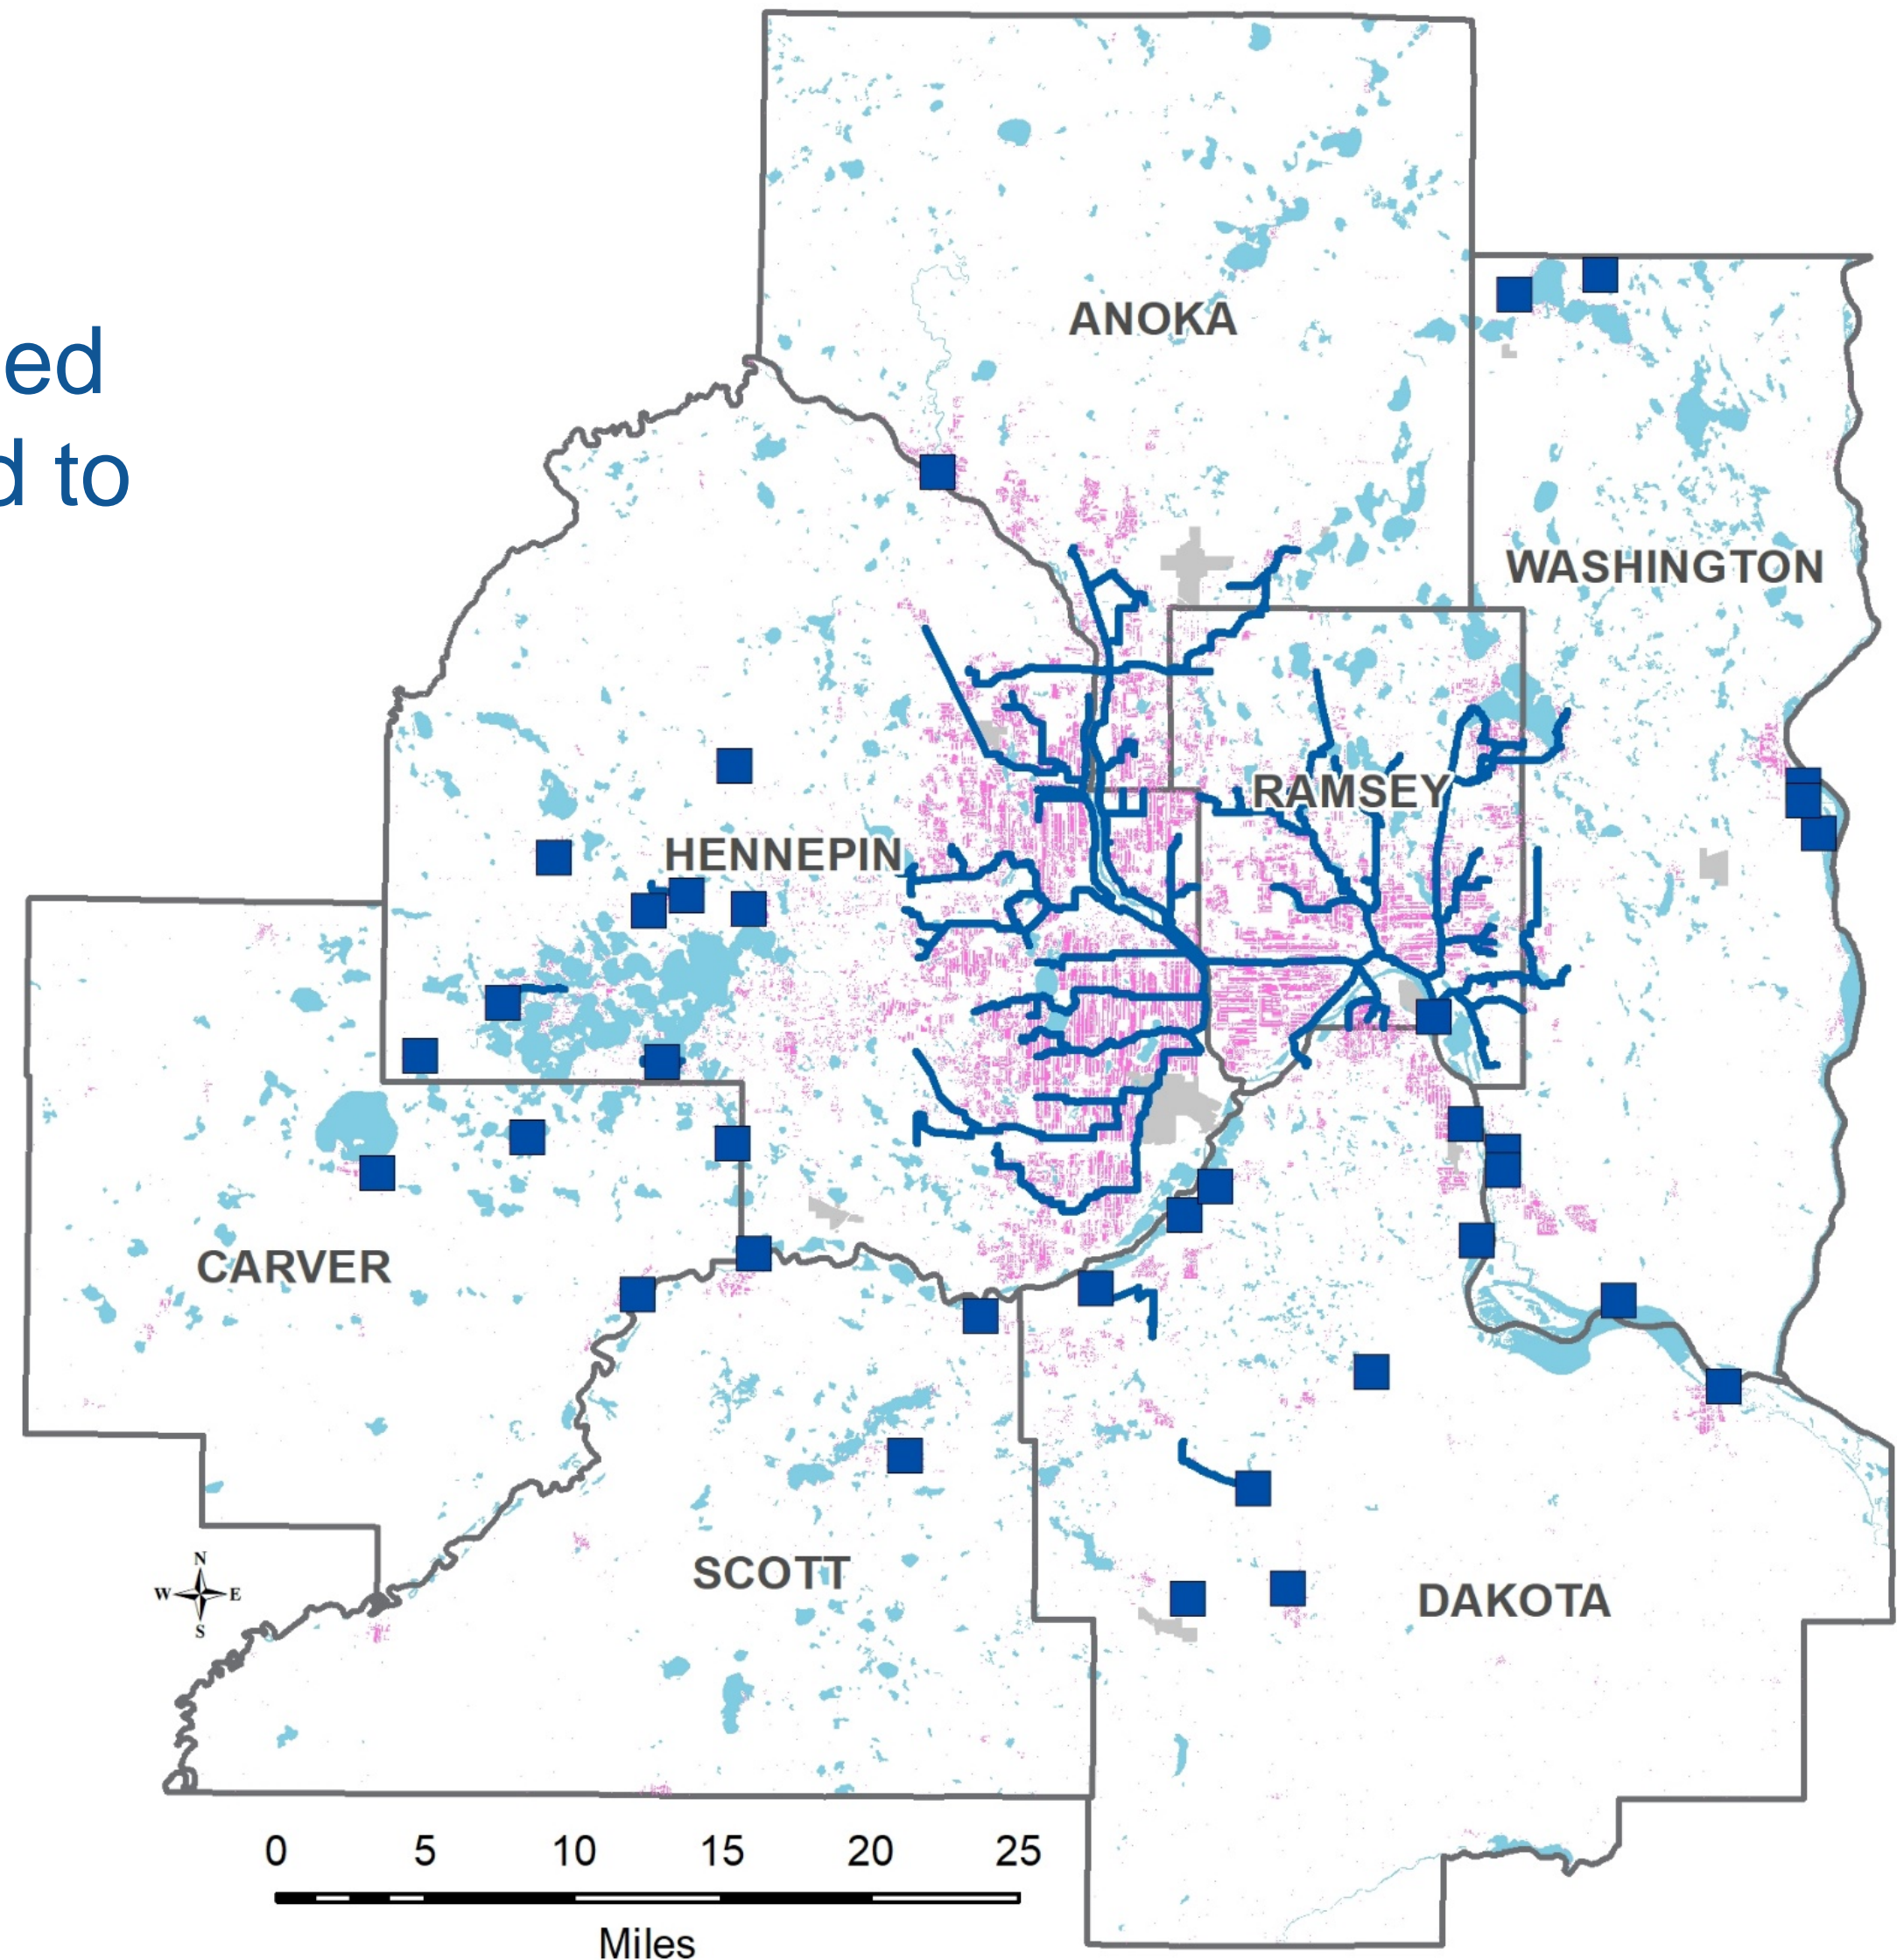 ed
d to
ANOKA
WASHINGTON
RAMSEY
HENNEPIN
CARVER
SCOTT
DAKOTA
N
W E
S
0 5 10 15 20 25
Miles